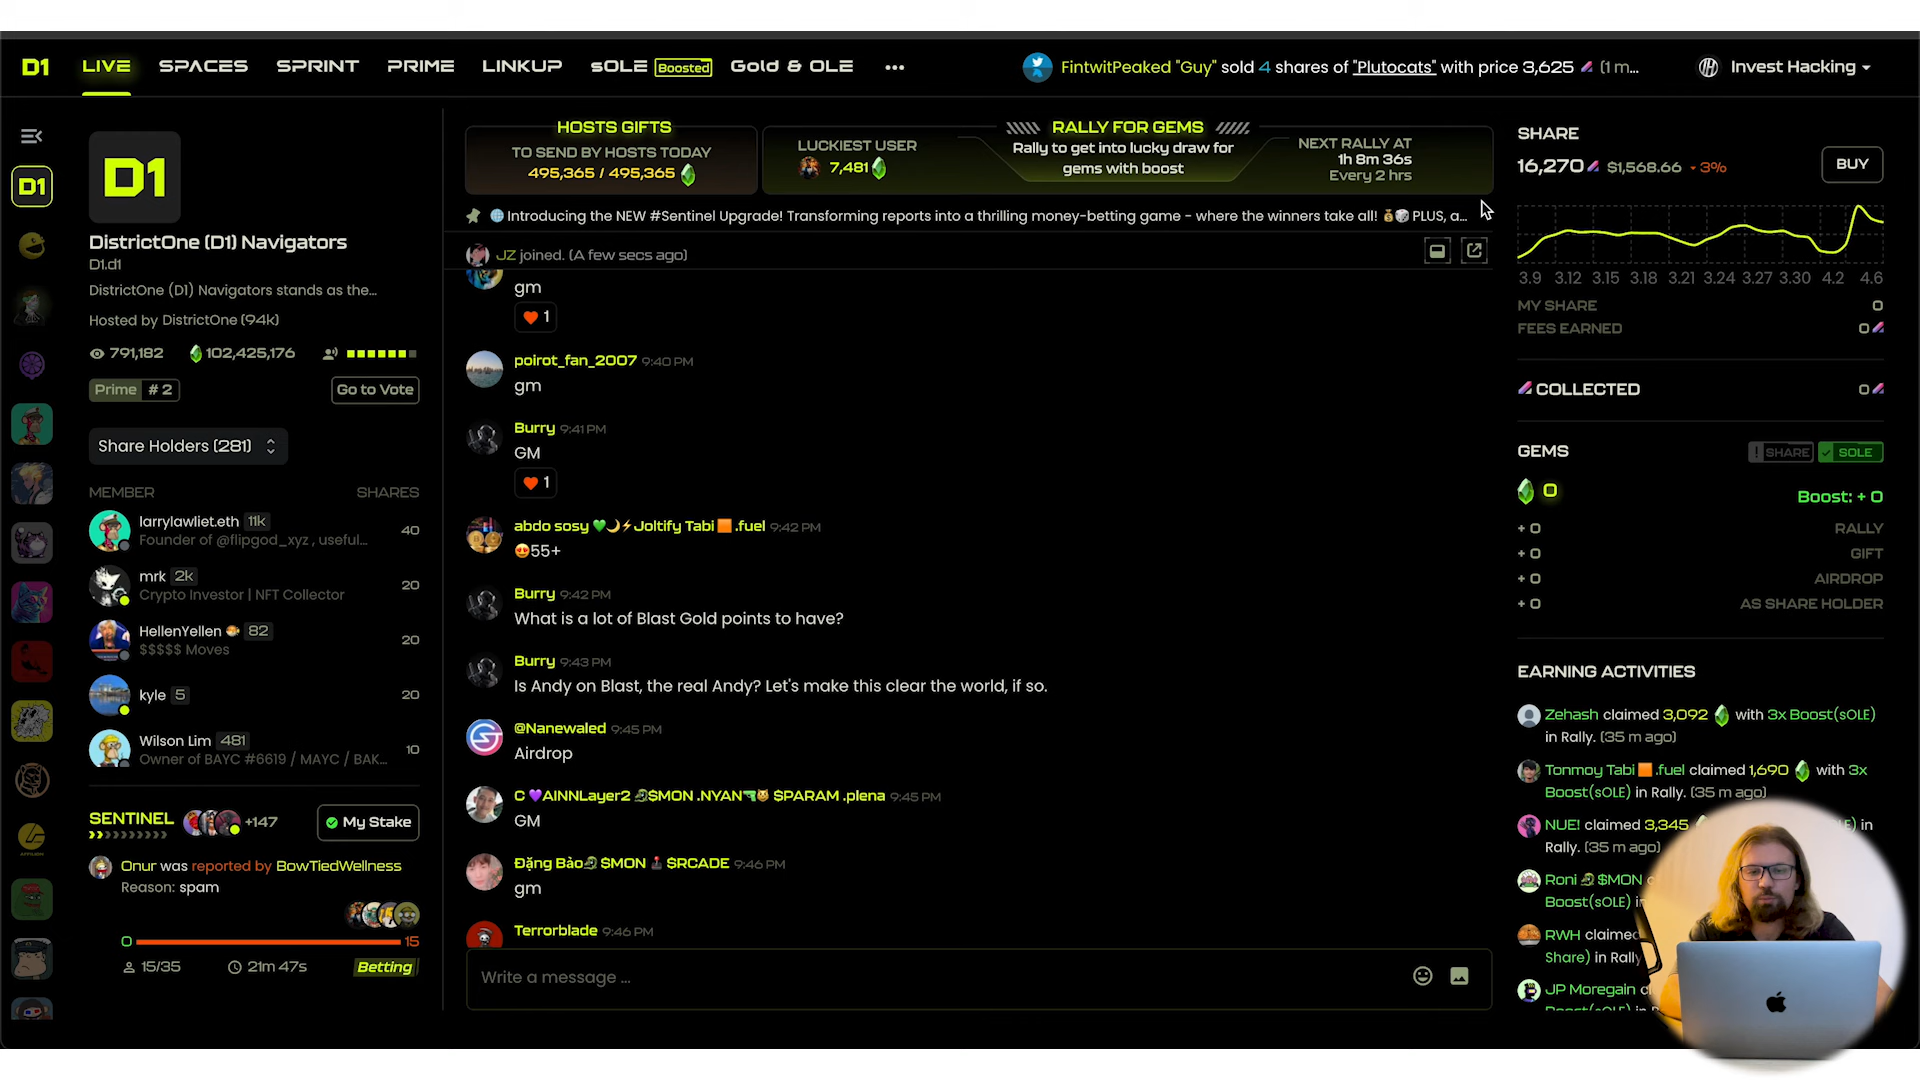 D1 LIVE SPACES SPRINT PRIME LINKUP sOLE Boosted Gold & OLE ...
FintwitPeaked "Guy" sold 4 shares of "Plutocats" with price 3,625 (1 m...
Invest Hacking
D1
D1
DistrictOne (D1) Navigators
D1.d1
DistrictOne (D1) Navigators stands as the...
Hosted by DistrictOne (94k)
791,182 102,425,176
Prime # 2 Go to Vote
Share Holders (281)
MEMBER SHARES
larrylawliet.eth 11k 40
Founder of @flipgod_xyz , useful...
mrk 2k 20
Crypto Investor | NFT Collector
HellenYellen 82 20
$$$$$ Moves
kyle 5 20
Wilson Lim 481 10
Owner of BAYC #6619 / MAYC / BAK...
SENTINEL +147 My Stake
Onur was reported by BowTiedWellness
Reason: spam
0 15
15/35 21m 47s Betting
HOSTS GIFTS
TO SEND BY HOSTS TODAY
495,365 / 495,365
LUCKIEST USER
7,481
RALLY FOR GEMS
Rally to get into lucky draw for
gems with boost
NEXT RALLY AT
1h 8m 36s
Every 2 hrs
Introducing the NEW #Sentinel Upgrade! Transforming reports into a thrilling money-betting game - where the winners take all! 💰🎲 PLUS, a...
JZ joined. (A few secs ago)
gm
1
poirot_fan_2007 9:40 PM
gm
Burry 9:41 PM
GM
1
abdo sosy 💚🌙⚡Joltify Tabi 🟧 .fuel 9:42 PM
😍55+
Burry 9:42 PM
What is a lot of Blast Gold points to have?
Burry 9:43 PM
Is Andy on Blast, the real Andy? Let's make this clear the world, if so.
@Nanewaled 9:45 PM
Airdrop
C 💜AINNLayer2 $MON .NYAN🔫😼 $PARAM .plena 9:45 PM
GM
Đặng Bảo $MON 🕹 $RCADE 9:46 PM
gm
Terrorblade 9:46 PM
Write a message ...
SHARE
16,270 $1,568.66 - 3% BUY
3.9 3.12 3.15 3.18 3.21 3.24 3.27 3.30 4.2 4.6
MY SHARE 0
FEES EARNED 0
COLLECTED 0
GEMS ! SHARE SOLE
0 Boost: + 0
+ 0 RALLY
+ 0 GIFT
+ 0 AIRDROP
+ 0 AS SHARE HOLDER
EARNING ACTIVITIES
Zehash claimed 3,092 with 3x Boost(sOLE)
in Rally. (35 m ago)
Tonmoy Tabi 🟧 .fuel claimed 1,690 with 3x
Boost(sOLE) in Rally. (35 m ago)
NUE! claimed 3,345 in
Rally. (35 m ago)
Roni $MON
Boost(sOLE) in
RWH claimed
Share) in Rally
JP Moregain